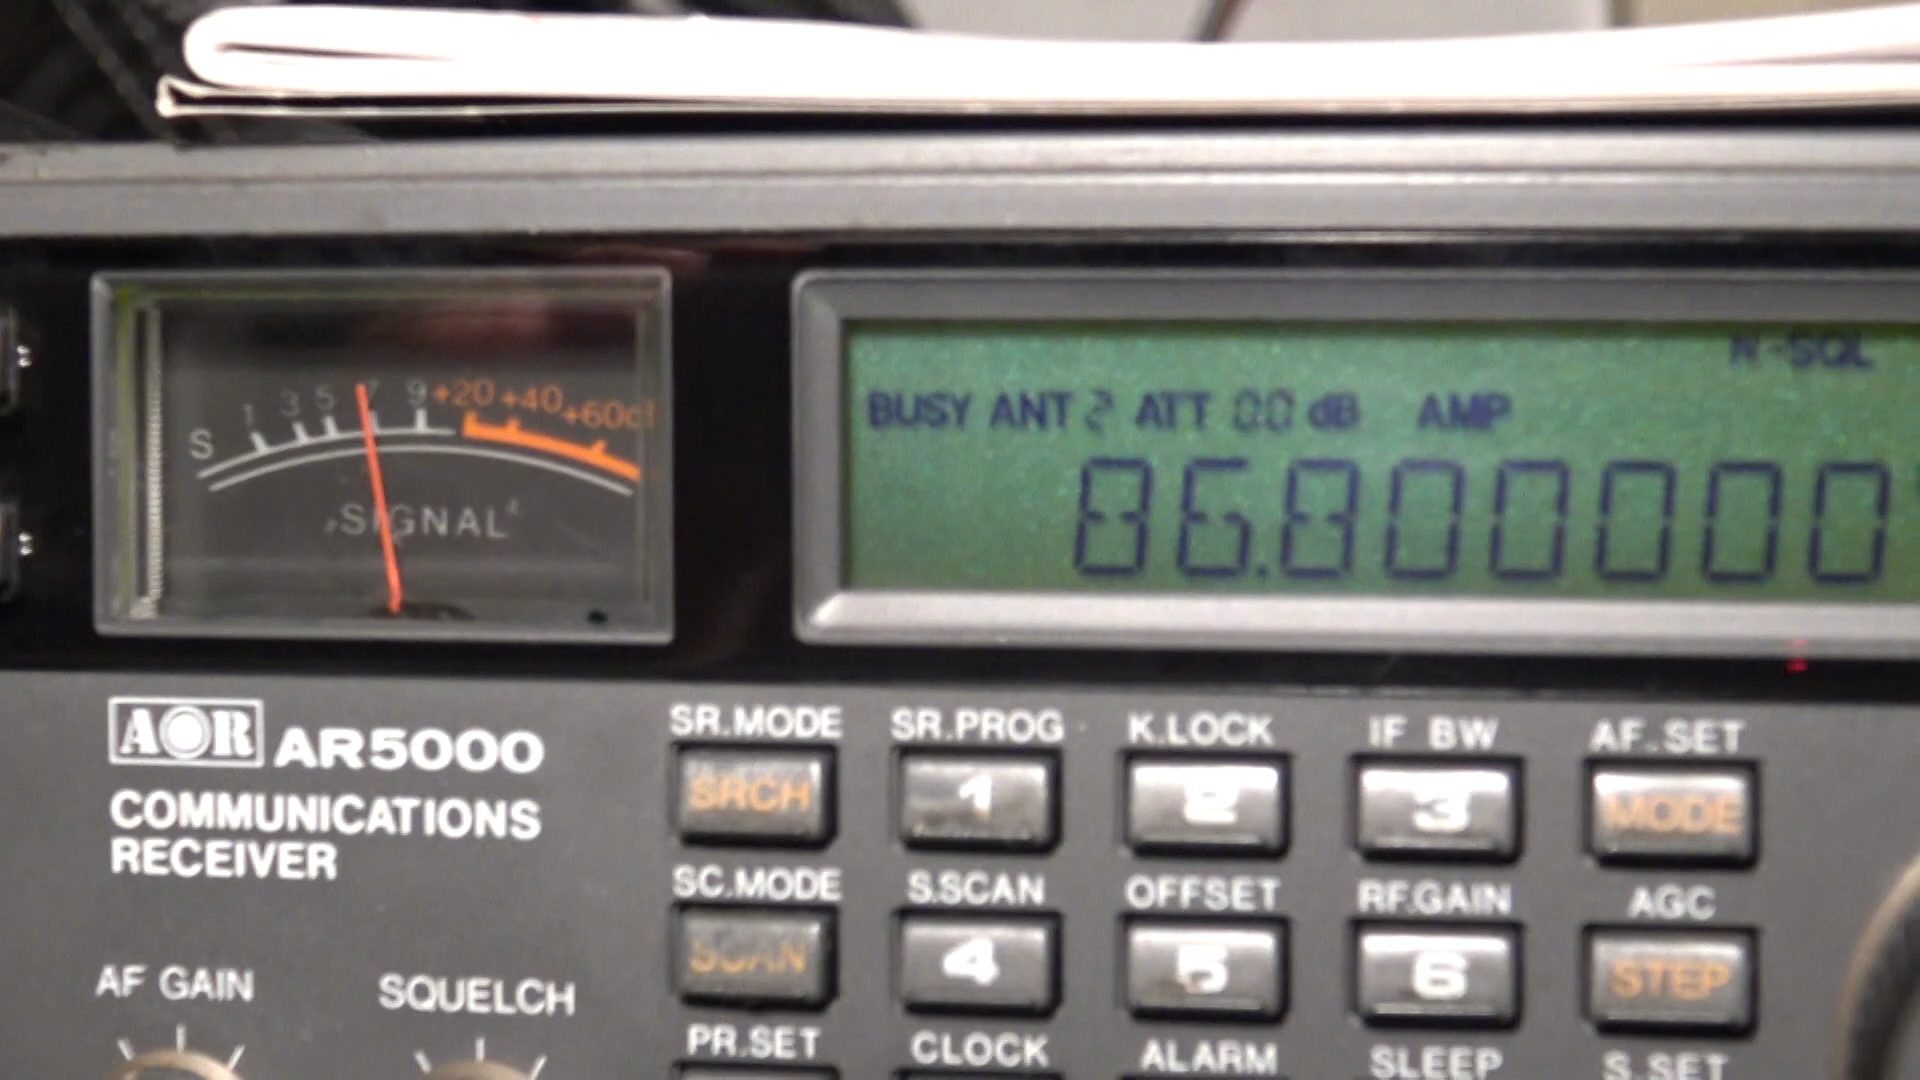 R-SQL
BUSY ANT 2 ATT 00 dB AMP
86.800000
S 1 3 5 7 9 +20 +40 +60d
SIGNAL
AOR AR5000
COMMUNICATIONS
RECEIVER
SR.MODE SR.PROG K.LOCK IF BW AF.SET
SRCH 1 2 3 MODE
SC.MODE S.SCAN OFFSET RF.GAIN AGC
SCAN 4 5 6 STEP
AF GAIN SQUELCH
PR.SET CLOCK ALARM SLEEP S.SET